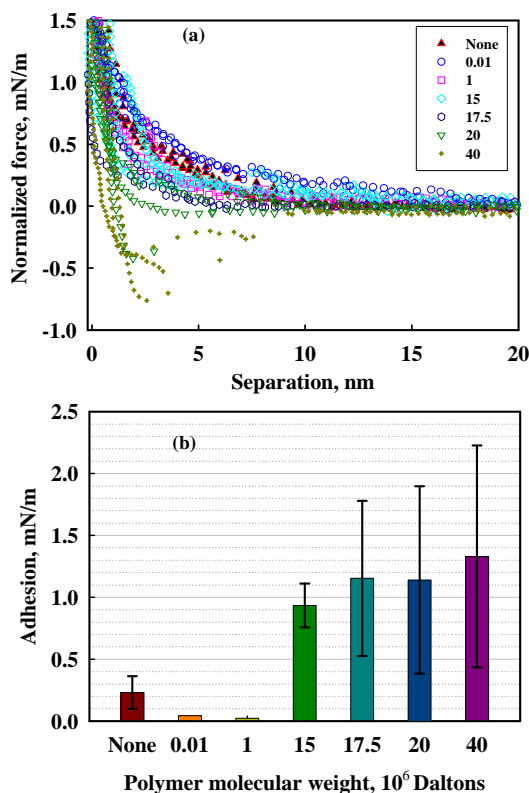 (a)
1.5
1.0
0.5
0.0
-0.5
-1.0
Normalized force, mN/m
None
0.01
1
15
17.5
20
40
0 5 10 15 20
Separation, nm
(b)
2.5
2.0
1.5
1.0
0.5
0.0
Adhesion, mN/m
None 0.01 1 15 17.5 20 40
Polymer molecular weight, 10⁶ Daltons